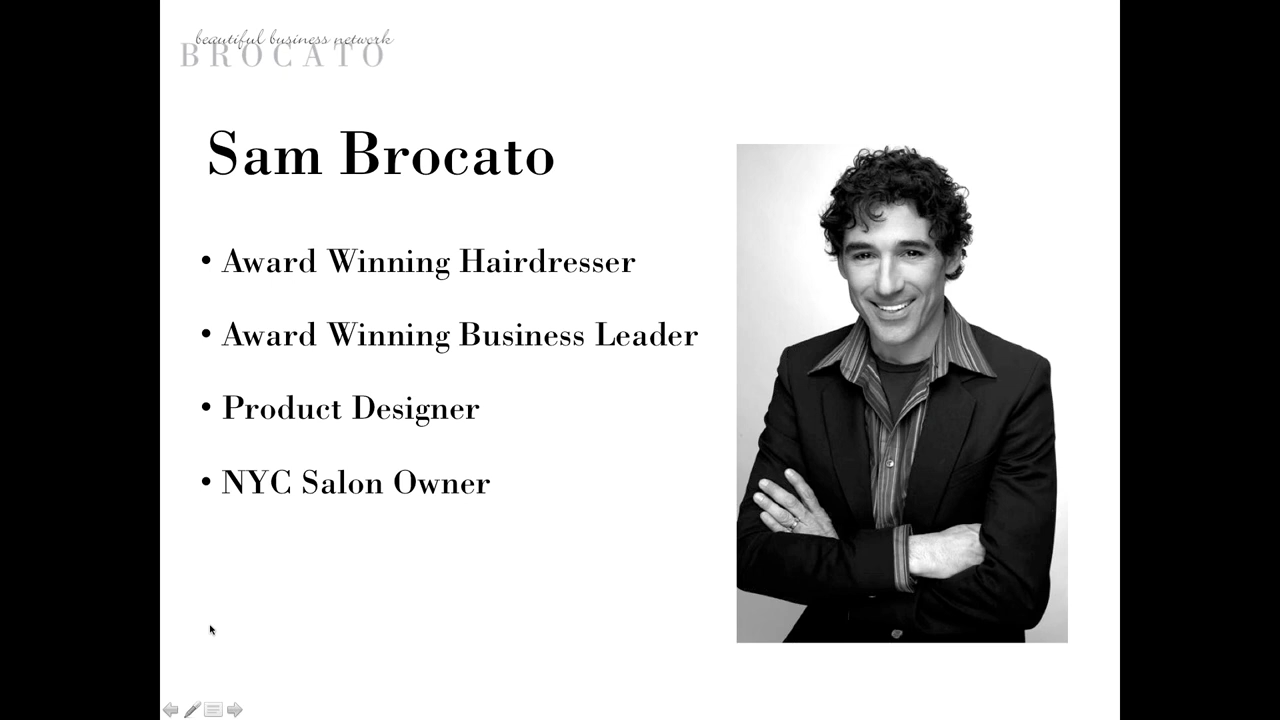 beautiful business network
BROCATO
Sam Brocato
• Award Winning Hairdresser
• Award Winning Business Leader
• Product Designer
• NYC Salon Owner